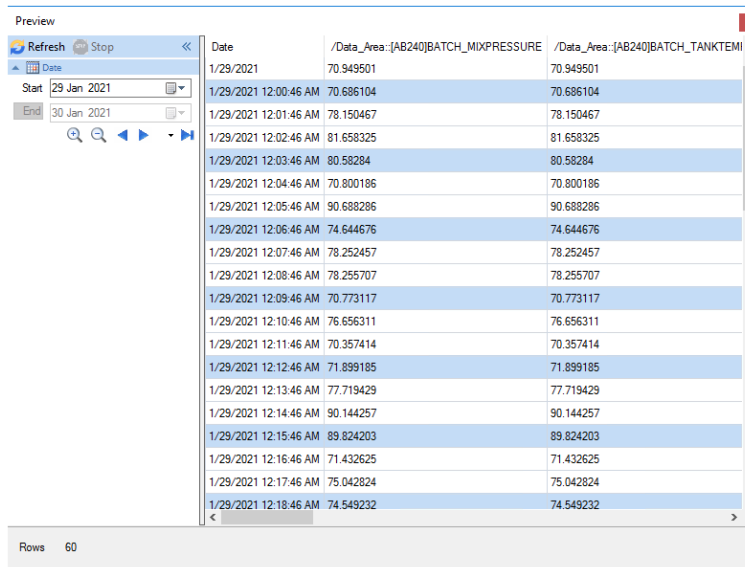 Preview
Refresh Stop «
Date
Start 29 Jan 2021
End 30 Jan 2021
Date /Data_Area::[AB240]BATCH_MIXPRESSURE /Data_Area::[AB240]BATCH_TANKTEMI
1/29/2021 70.949501 70.949501
1/29/2021 12:00:46 AM 70.686104 70.686104
1/29/2021 12:01:46 AM 78.150467 78.150467
1/29/2021 12:02:46 AM 81.658325 81.658325
1/29/2021 12:03:46 AM 80.58284 80.58284
1/29/2021 12:04:46 AM 70.800186 70.800186
1/29/2021 12:05:46 AM 90.688286 90.688286
1/29/2021 12:06:46 AM 74.644676 74.644676
1/29/2021 12:07:46 AM 78.252457 78.252457
1/29/2021 12:08:46 AM 78.255707 78.255707
1/29/2021 12:09:46 AM 70.773117 70.773117
1/29/2021 12:10:46 AM 76.656311 76.656311
1/29/2021 12:11:46 AM 70.357414 70.357414
1/29/2021 12:12:46 AM 71.899185 71.899185
1/29/2021 12:13:46 AM 77.719429 77.719429
1/29/2021 12:14:46 AM 90.144257 90.144257
1/29/2021 12:15:46 AM 89.824203 89.824203
1/29/2021 12:16:46 AM 71.432625 71.432625
1/29/2021 12:17:46 AM 75.042824 75.042824
1/29/2021 12:18:46 AM 74.549232 74.549232
Rows 60